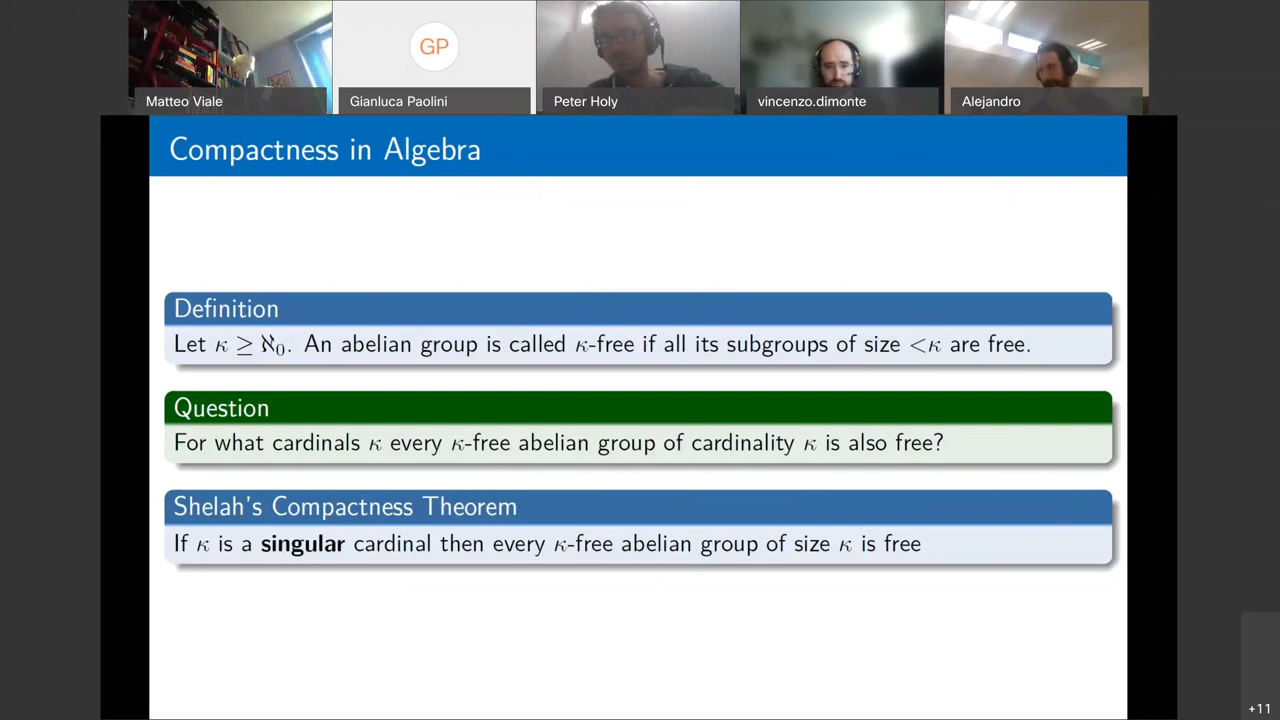 GP
Matteo Viale
Gianluca Paolini
Peter Holy
vincenzo.dimonte
Alejandro
Compactness in Algebra
Definition
Let κ ≥ ℵ₀. An abelian group is called κ-free if all its subgroups of size <κ are free.
Question
For what cardinals κ every κ-free abelian group of cardinality κ is also free?
Shelah's Compactness Theorem
If κ is a singular cardinal then every κ-free abelian group of size κ is free
+11